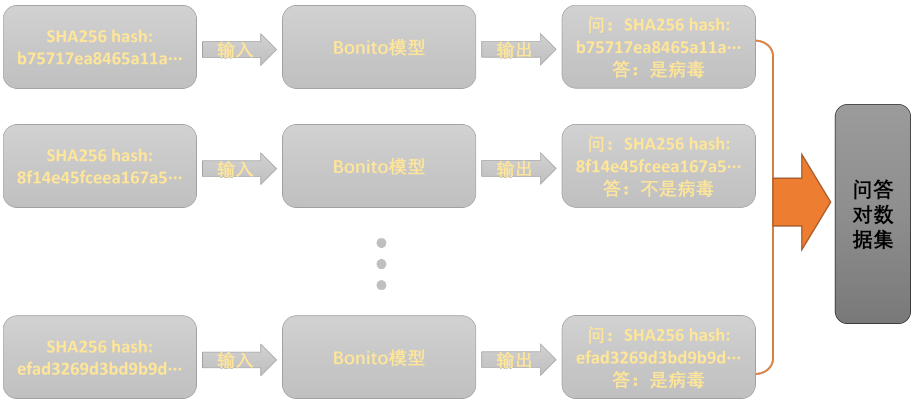 SHA256 hash:
b75717ea8465a11a…
输入
Bonito模型
输出
问：SHA256 hash:
b75717ea8465a11a…
答：是病毒
SHA256 hash:
8f14e45fceea167a5…
输入
Bonito模型
输出
问：SHA256 hash:
8f14e45fceea167a5…
答：不是病毒
SHA256 hash:
efad3269d3bd9b9d…
输入
Bonito模型
输出
问：SHA256 hash:
efad3269d3bd9b9d…
答：是病毒
问答
对数
据集